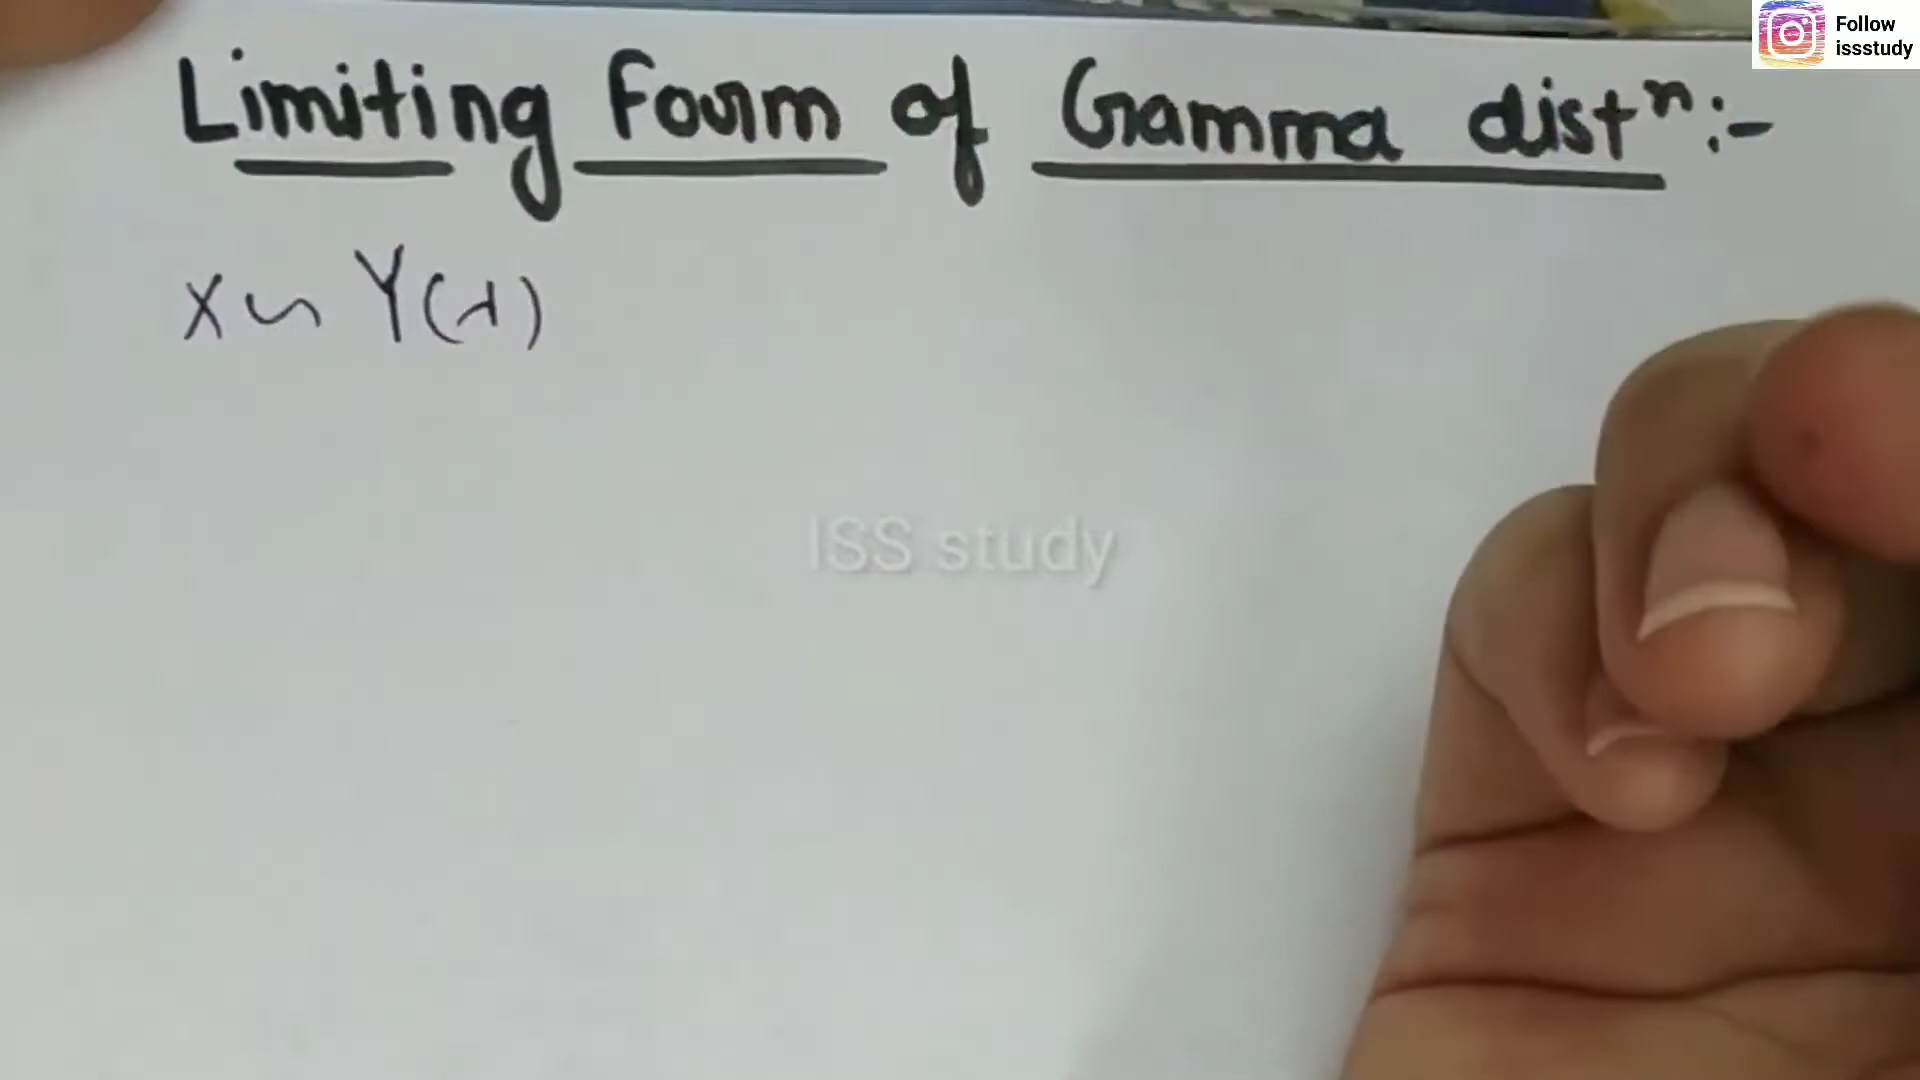 Follow
issstudy
Limiting Form of Gamma distⁿ :-
X ~ γ(λ)
ISS study